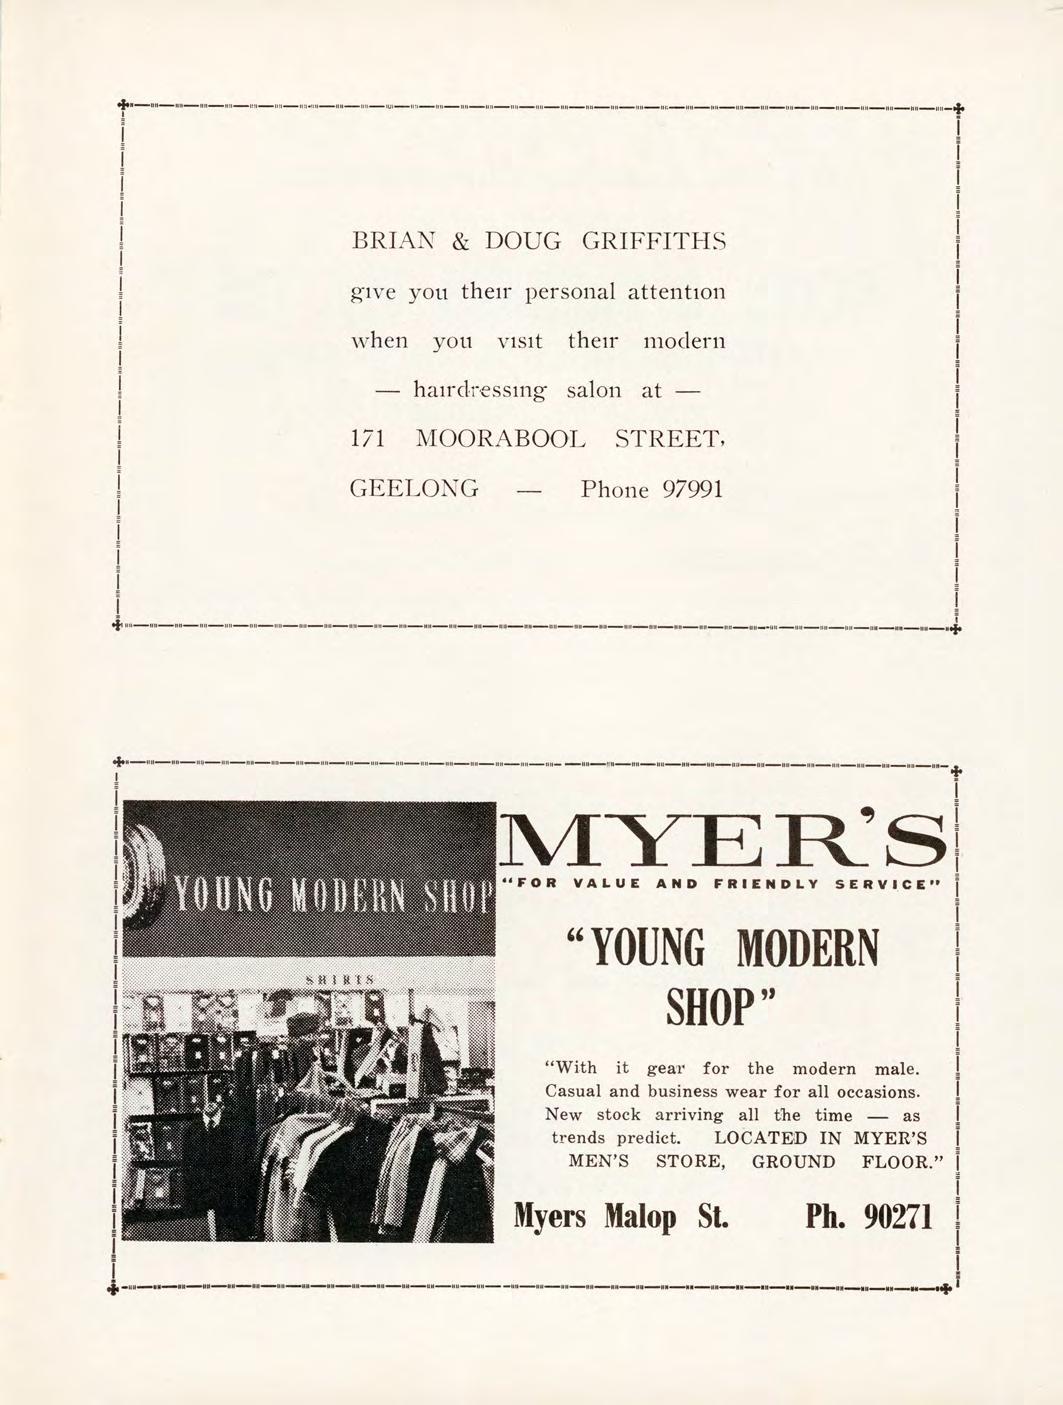 BRIAN & DOUG GRIFFITHS
give you their personal attention
when you visit their modern
— hairdressing salon at —
171 MOORABOOL STREET,
GEELONG — Phone 97991
YOUNG MODERN SHOP
SHIRTS
MYER'S
"FOR VALUE AND FRIENDLY SERVICE"
"YOUNG MODERN
SHOP"
"With it gear for the modern male.
Casual and business wear for all occasions.
New stock arriving all the time — as
trends predict. LOCATED IN MYER'S
MEN'S STORE, GROUND FLOOR."
Myers Malop St. Ph. 90271